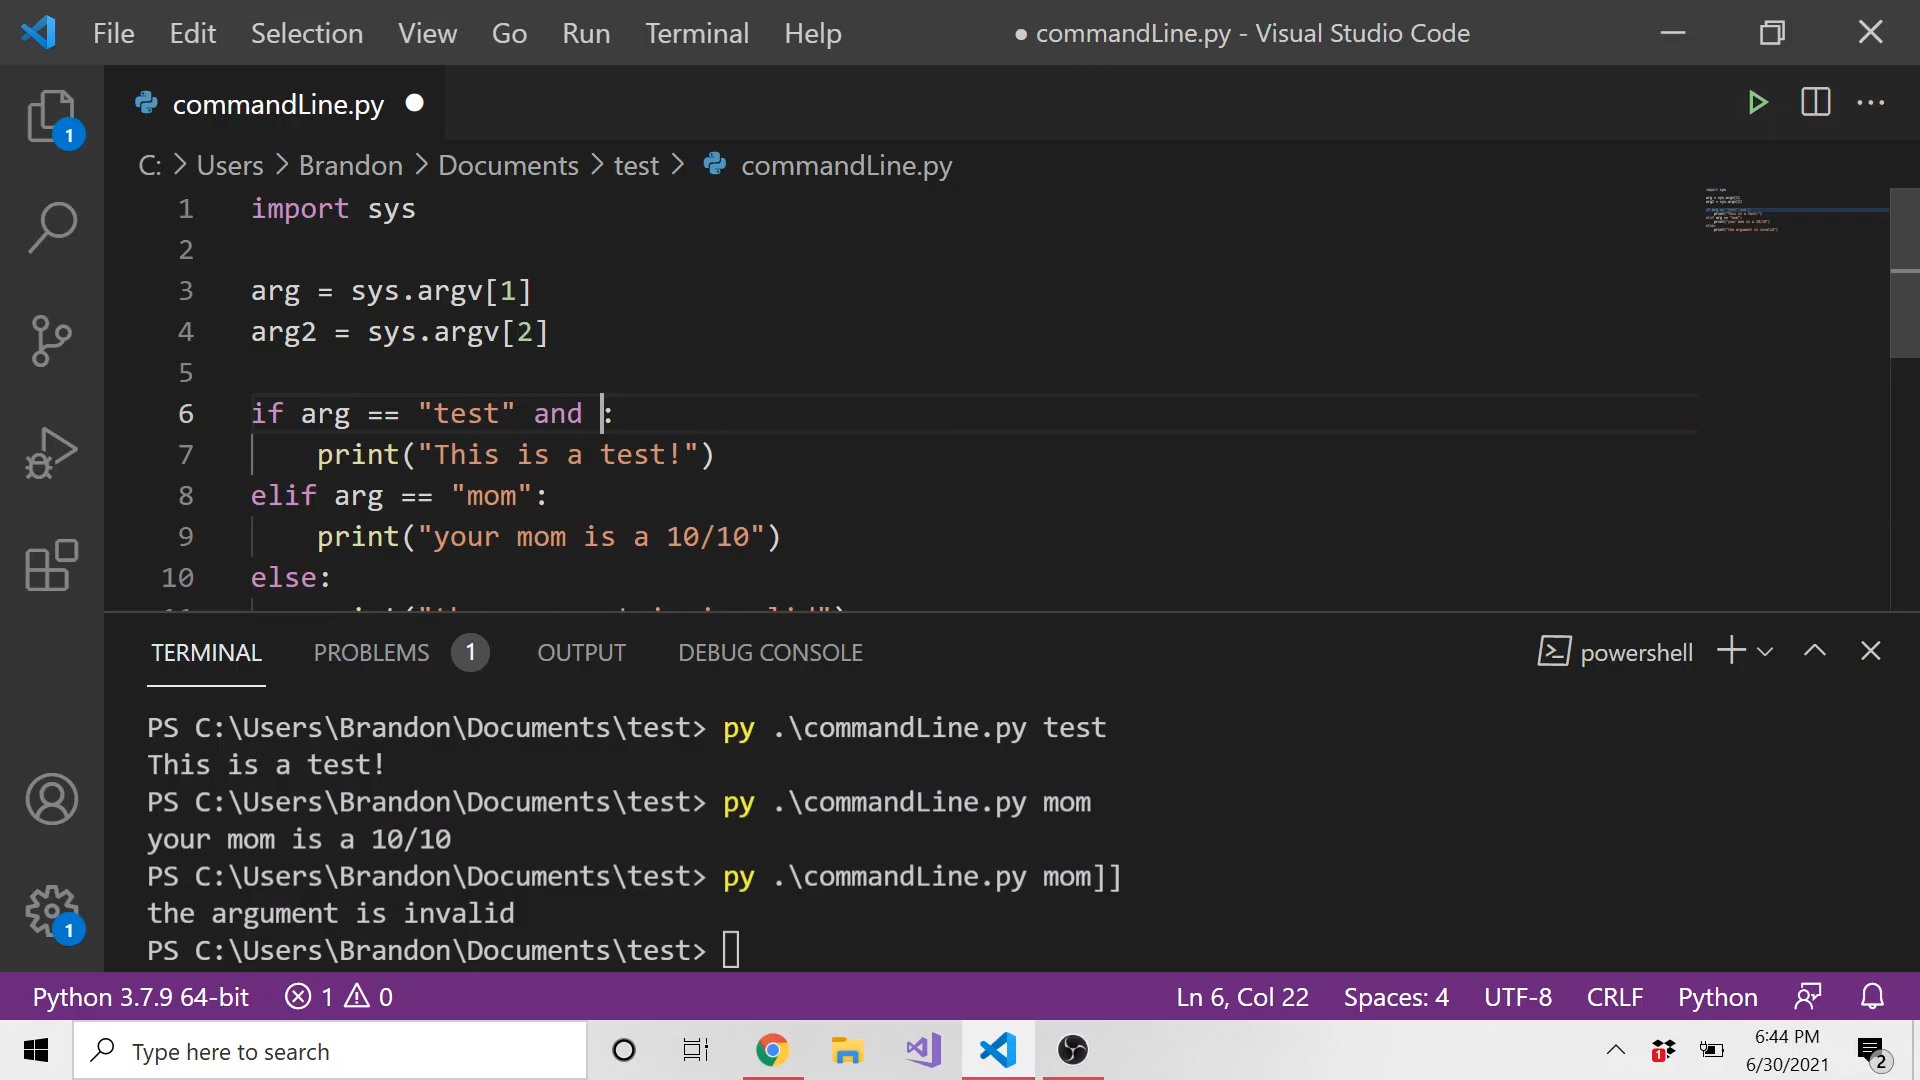 File Edit Selection View Go Run Terminal Help ● commandLine.py - Visual Studio Code
commandLine.py
C: > Users > Brandon > Documents > test > commandLine.py
1 import sys
2
3 arg = sys.argv[1]
4 arg2 = sys.argv[2]
5
6 if arg == "test" and :
7 print("This is a test!")
8 elif arg == "mom":
9 print("your mom is a 10/10")
10 else:
1
TERMINAL PROBLEMS 1 OUTPUT DEBUG CONSOLE powershell
PS C:\Users\Brandon\Documents\test> py .\commandLine.py test
This is a test!
PS C:\Users\Brandon\Documents\test> py .\commandLine.py mom
your mom is a 10/10
PS C:\Users\Brandon\Documents\test> py .\commandLine.py mom]]
the argument is invalid
PS C:\Users\Brandon\Documents\test>
1
Python 3.7.9 64-bit 1 0 Ln 6, Col 22 Spaces: 4 UTF-8 CRLF Python
Type here to search
1
6:44 PM
6/30/2021
2